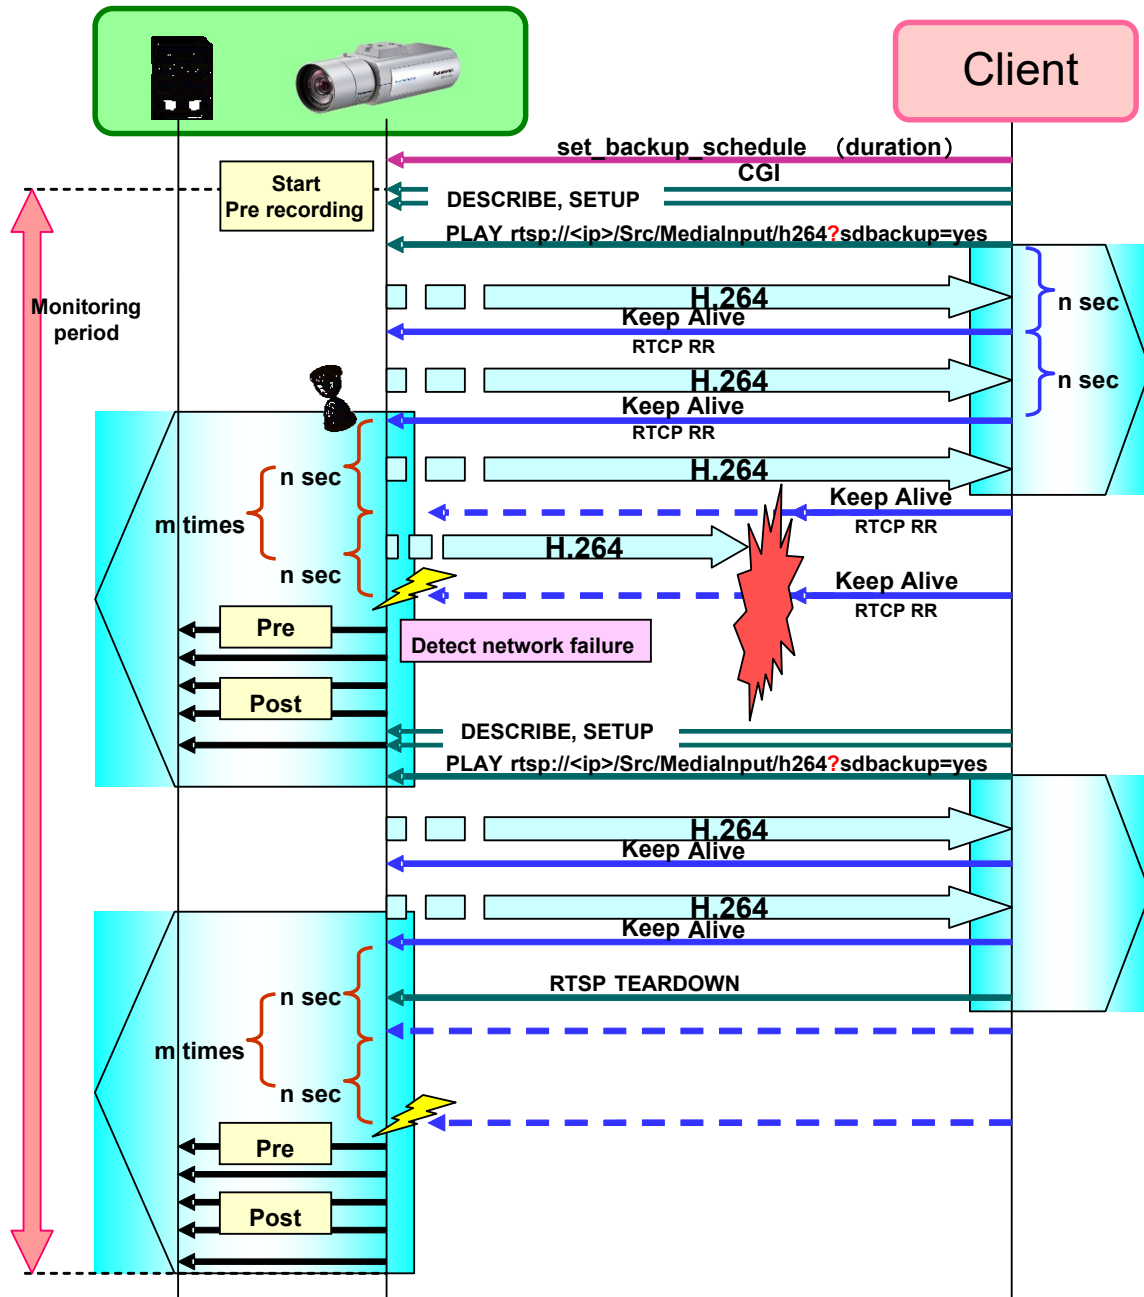 Client
Panasonic
set_backup_schedule （duration）
CGI
Start
Pre recording
DESCRIBE, SETUP
PLAY rtsp://<ip>/Src/MediaInput/h264?sdbackup=yes
H.264
n sec
Monitoring
period
Keep Alive
RTCP RR
H.264
n sec
Keep Alive
RTCP RR
H.264
n sec
Keep Alive
m times
RTCP RR
H.264
n sec
Keep Alive
RTCP RR
Pre
Detect network failure
Post
DESCRIBE, SETUP
PLAY rtsp://<ip>/Src/MediaInput/h264?sdbackup=yes
H.264
Keep Alive
H.264
Keep Alive
RTSP TEARDOWN
n sec
m times
n sec
Pre
Post